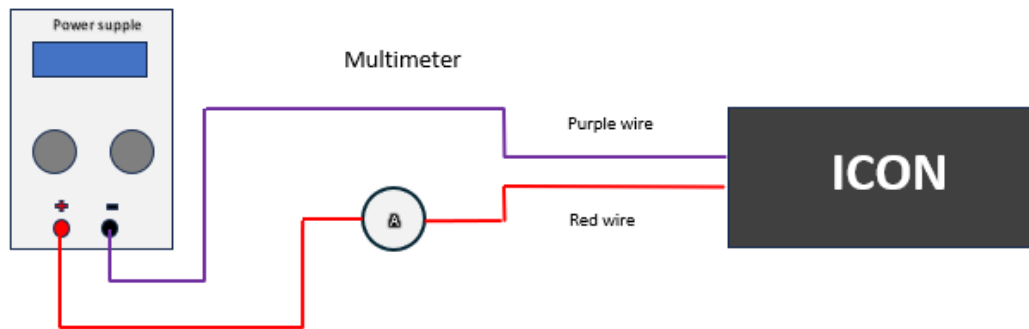 Power supple
Multimeter
Purple wire
ICON
+ -
A
Red wire